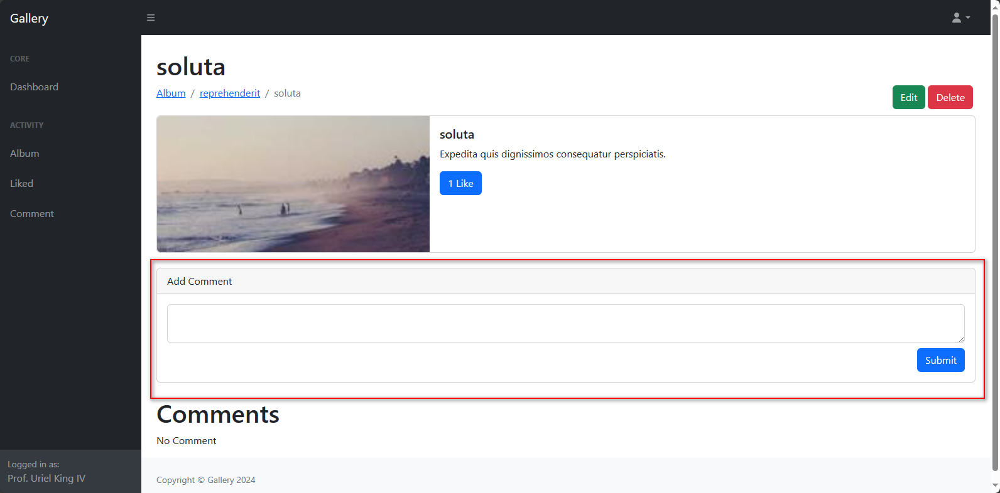 Gallery
CORE
Dashboard
ACTIVITY
Album
Liked
Comment
Logged in as:
Prof. Uriel King IV
soluta
Album / reprehenderit / soluta
Edit Delete
soluta
Expedita quis dignissimos consequatur perspiciatis.
1 Like
Add Comment
Submit
Comments
No Comment
Copyright © Gallery 2024